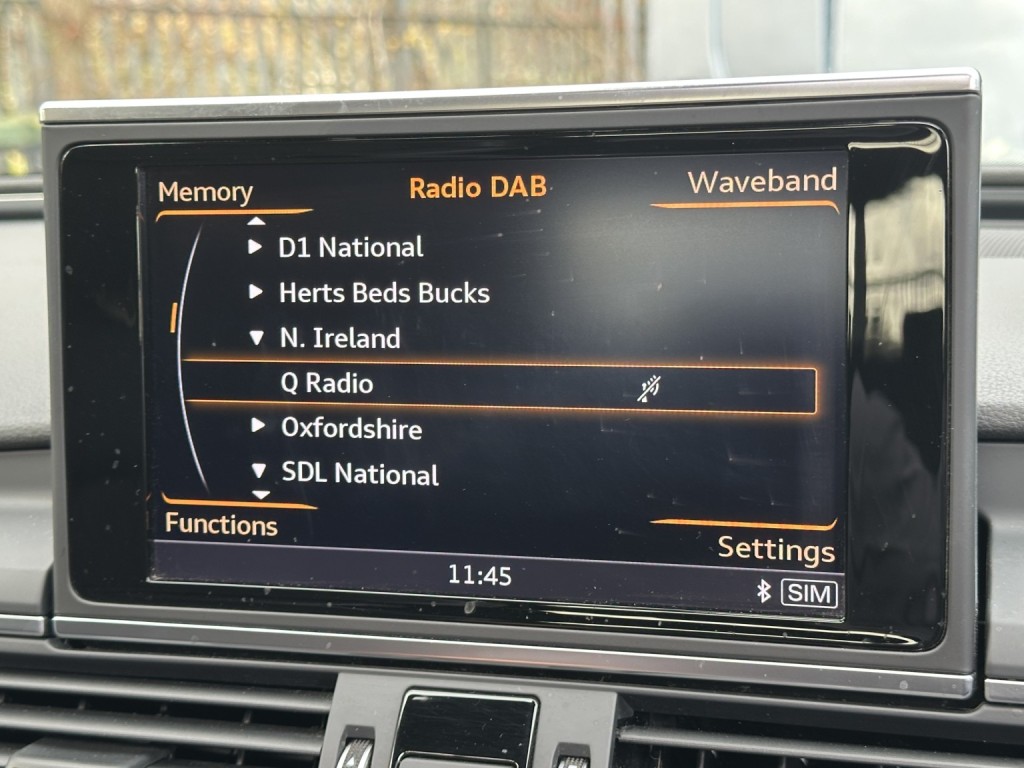 Memory
Radio DAB
Waveband
D1 National
Herts Beds Bucks
N. Ireland
Q Radio
Oxfordshire
SDL National
Functions
Settings
11:45
SIM